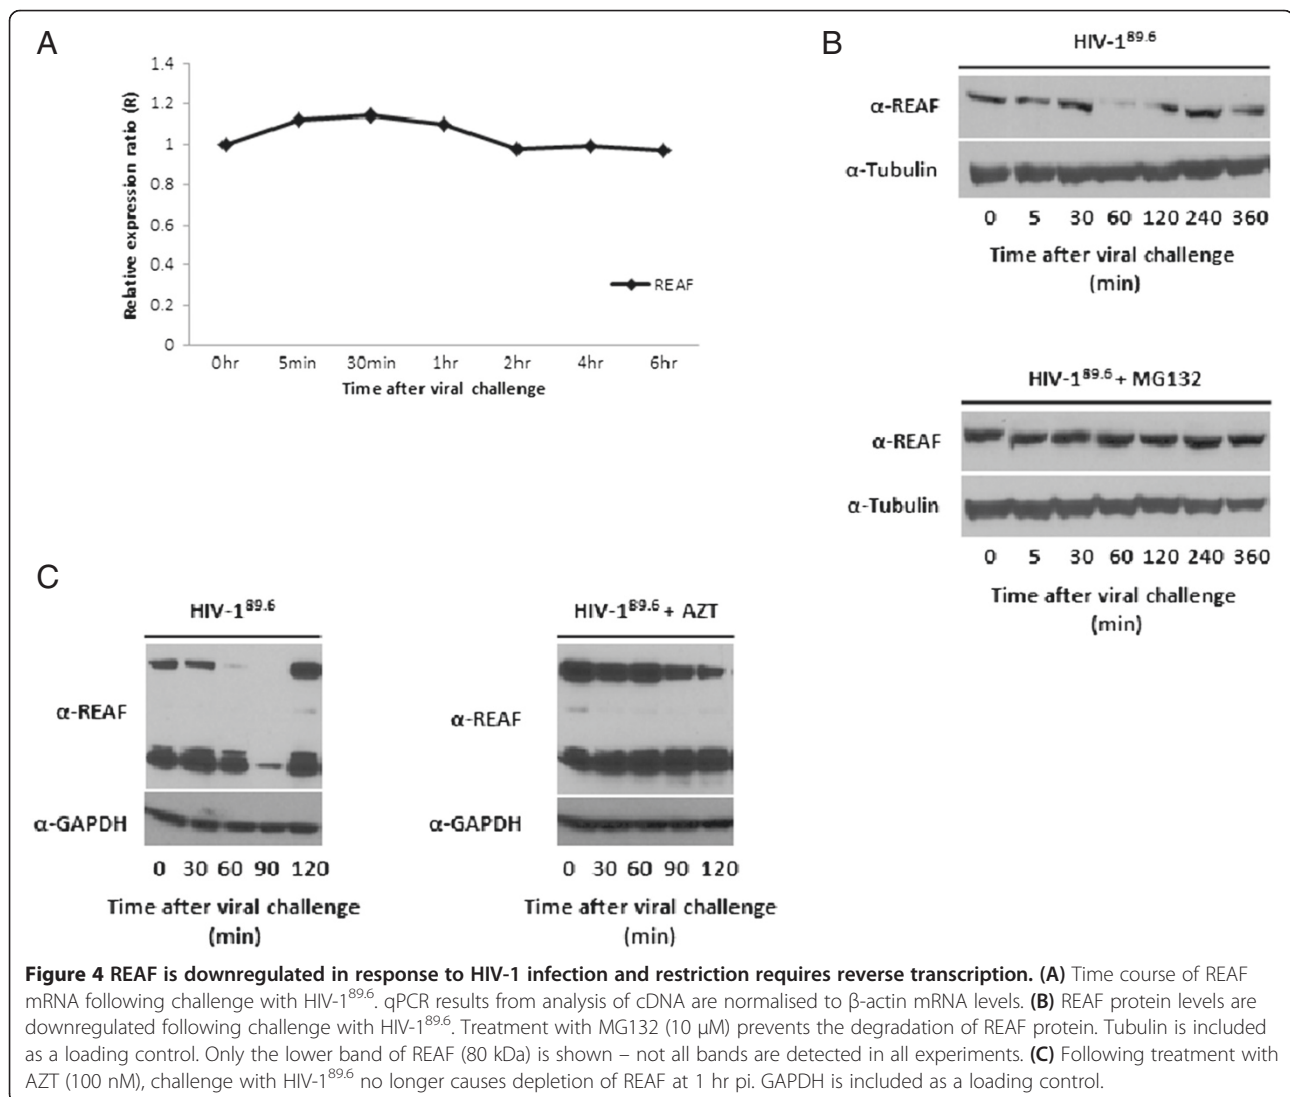 A
1.4
1.2
1
0.8
0.6
0.4
0.2
0
Relative expression ratio (R)
REAF
0hr 5min 30min 1hr 2hr 4hr 6hr
Time after viral challenge
B
HIV-1^89.6
α-REAF
α-Tubulin
0 5 30 60 120 240 360
Time after viral challenge
(min)
HIV-1^89.6 + MG132
α-REAF
α-Tubulin
0 5 30 60 120 240 360
Time after viral challenge
(min)
C
HIV-1^89.6
α-REAF
α-GAPDH
0 30 60 90 120
Time after viral challenge
(min)
HIV-1^89.6 + AZT
α-REAF
α-GAPDH
0 30 60 90 120
Time after viral challenge
(min)
Figure 4 REAF is downregulated in response to HIV-1 infection and restriction requires reverse transcription. (A) Time course of REAF
mRNA following challenge with HIV-1^89.6. qPCR results from analysis of cDNA are normalised to β-actin mRNA levels. (B) REAF protein levels are
downregulated following challenge with HIV-1^89.6. Treatment with MG132 (10 μM) prevents the degradation of REAF protein. Tubulin is included
as a loading control. Only the lower band of REAF (80 kDa) is shown – not all bands are detected in all experiments. (C) Following treatment with
AZT (100 nM), challenge with HIV-1^89.6 no longer causes depletion of REAF at 1 hr pi. GAPDH is included as a loading control.